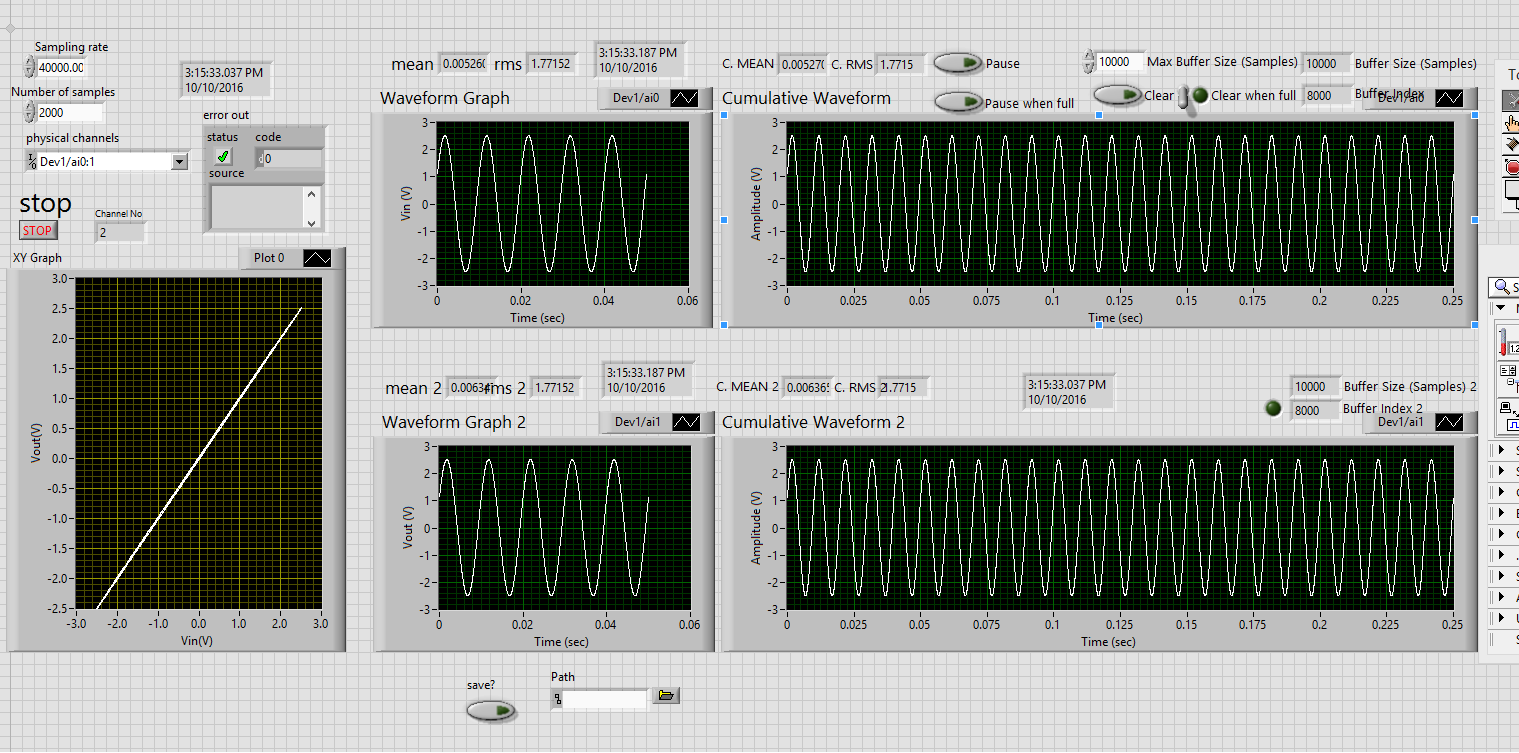 Sampling rate
40000.00
Number of samples
2000
physical channels
Dev1/ai0:1
stop
STOP
Channel No
2
3:15:33.037 PM
10/10/2016
error out
status code
d0
source
XY Graph
Plot 0
3.0
2.5
2.0
1.5
1.0
0.5
0.0
-0.5
-1.0
-1.5
-2.0
-2.5
Vout(V)
-3.0 -2.0 -1.0 0.0 1.0 2.0 3.0
Vin(V)
mean 0.00526 rms 1.77152
3:15:33.187 PM
10/10/2016
Waveform Graph
Dev1/ai0
3
2
1
0
-1
-2
-3
Vin (V)
0 0.02 0.04 0.06
Time (sec)
C. MEAN 0.00527 C. RMS 1.7715
Pause
Pause when full
10000 Max Buffer Size (Samples) 10000 Buffer Size (Samples)
Clear Clear when full 8000 Buffer Index
Cumulative Waveform
Dev1/ai0
3
2
1
0
-1
-2
-3
Amplitude (V)
0 0.025 0.05 0.075 0.1 0.125 0.15 0.175 0.2 0.225 0.25
Time (sec)
mean 2 0.00634 rms 2 1.77152
3:15:33.187 PM
10/10/2016
Waveform Graph 2
Dev1/ai1
3
2
1
0
-1
-2
-3
Vout (V)
0 0.02 0.04 0.06
Time (sec)
C. MEAN 2 0.00636 C. RMS 2 1.7715
3:15:33.037 PM
10/10/2016
10000 Buffer Size (Samples) 2
8000 Buffer Index 2
Cumulative Waveform 2
Dev1/ai1
3
2
1
0
-1
-2
-3
Amplitude (V)
0 0.025 0.05 0.075 0.1 0.125 0.15 0.175 0.2 0.225 0.25
Time (sec)
save?
Path